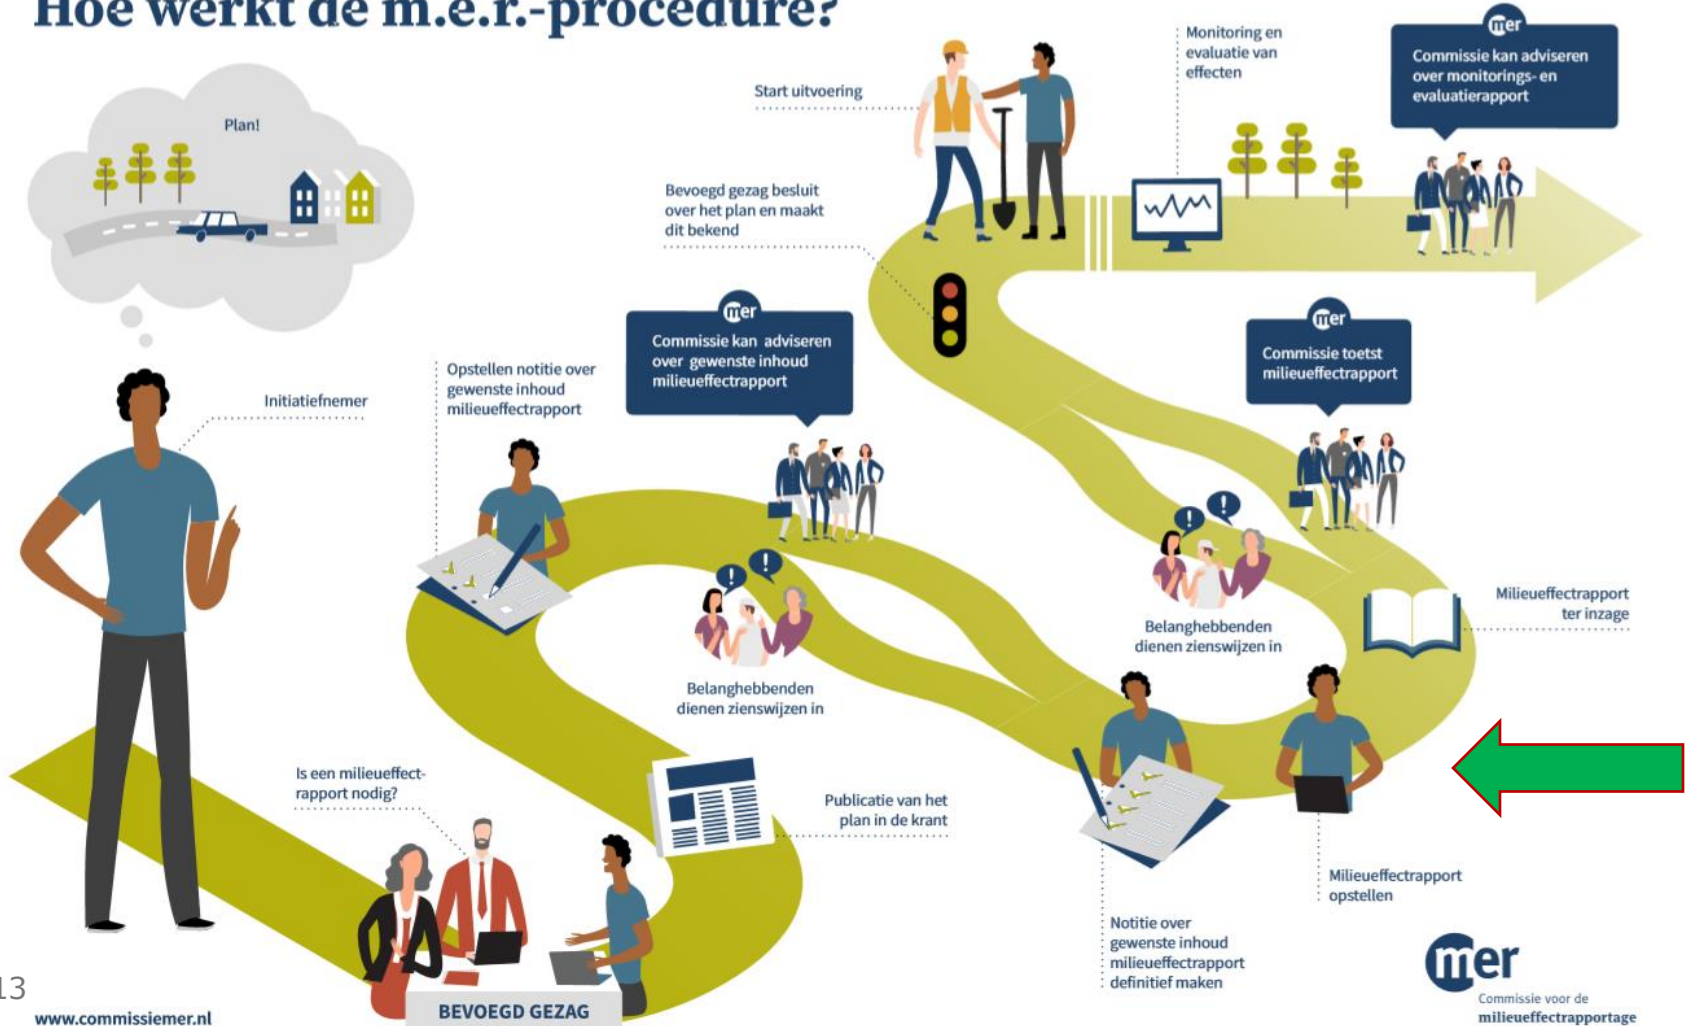 Hoe werkt de m.e.r.-procedure?
Plan!
Initiatiefnemer
Is een milieueffect-
rapport nodig?
BEVOEGD GEZAG
Publicatie van het
plan in de krant
Opstellen notitie over
gewenste inhoud
milieueffectrapport
mer
Commissie kan adviseren
over gewenste inhoud
milieueffectrapport
!
!
Belanghebbenden
dienen zienswijzen in
Notitie over
gewenste inhoud
milieueffectrapport
definitief maken
Milieueffectrapport
opstellen
Milieueffectrapport
ter inzage
mer
Commissie toetst
milieueffectrapport
!
!
Belanghebbenden
dienen zienswijzen in
Bevoegd gezag besluit
over het plan en maakt
dit bekend
Start uitvoering
Monitoring en
evaluatie van
effecten
mer
Commissie kan adviseren
over monitorings- en
evaluatierapport
13
www.commissiemer.nl
mer
Commissie voor de
milieueffectrapportage